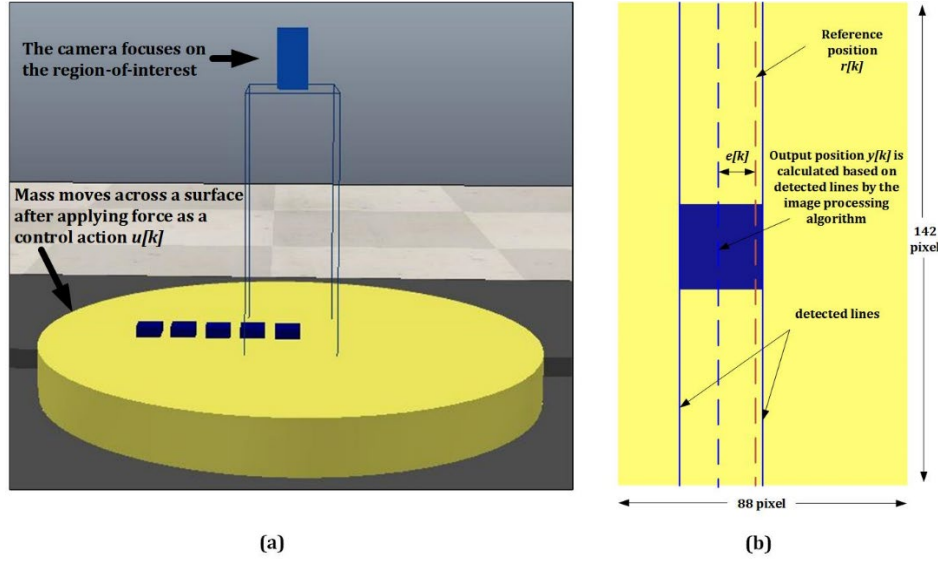 The camera focuses on
the region-of-interest
Mass moves across a surface
after applying force as a
control action u[k]
(a)
Reference
position
r[k]
e[k]
Output position y[k] is
calculated based on
detected lines by the
image processing
algorithm
142
pixel
detected lines
88 pixel
(b)